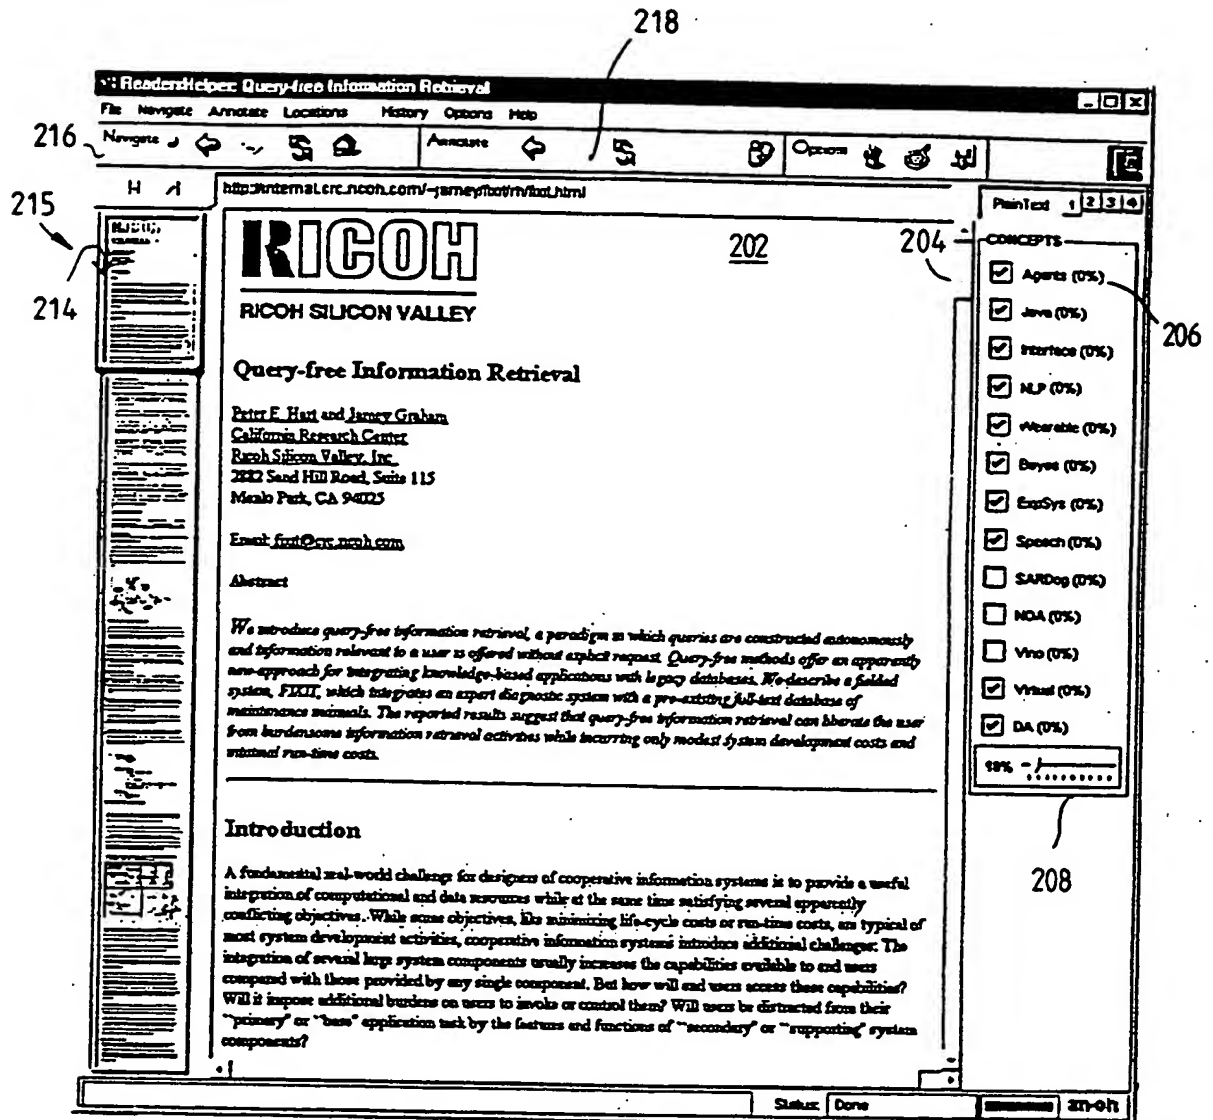 218
ReadersHelper: Query-free Information Retrieval
File Navigate Annotate Locations History Options Help
216
Navigate Annotate Options
215
http://internal.crc.ricoh.com/
PlainText 1 2 3 4
214
RICOH
RICOH SILICON VALLEY
202
204
CONCEPTS
Agents (0%)
206
Java (0%)
Interface (0%)
NLP (0%)
Wearable (0%)
Bayes (0%)
ExpSys (0%)
Speech (0%)
SARDog (0%)
NOA (0%)
Vino (0%)
Virtual (0%)
DA (0%)
208
Query-free Information Retrieval
Peter E. Hart and Jamey Graham
California Research Center
Ricoh Silicon Valley, Inc.
2882 Sand Hill Road, Suite 115
Menlo Park, CA 94025
Email: fixit@crc.ricoh.com
Abstract
We introduce query-free information retrieval, a paradigm in which queries are constructed autonomously
and information relevant to a user is offered without explicit request. Query-free methods offer an apparently
new-approach for integrating knowledge-based applications with legacy databases. We describe a fielded
system, FIXIT, which integrates an expert diagnostic system with a pre-existing full-text database of
maintenance manuals. The reported results suggest that query-free information retrieval can liberate the user
from burdensome information retrieval activities while incurring only modest system development costs and
minimal run-time costs.
Introduction
A fundamental real-world challenge for designers of cooperative information systems is to provide a useful
integration of computational and data resources while at the same time satisfying several apparently
conflicting objectives. While some objectives, like minimizing life-cycle costs or run-time costs, are typical of
most system development activities, cooperative information systems introduce additional challenges: The
integration of several large system components usually increases the capabilities available to end users
compared with those provided by any single component. But how will end users access these capabilities?
Will it impose additional burdens on users to invoke or control them? Will users be distracted from their
``primary'' or ``base'' application task by the features and functions of ``secondary'' or ``supporting'' system
components?
Status: Done